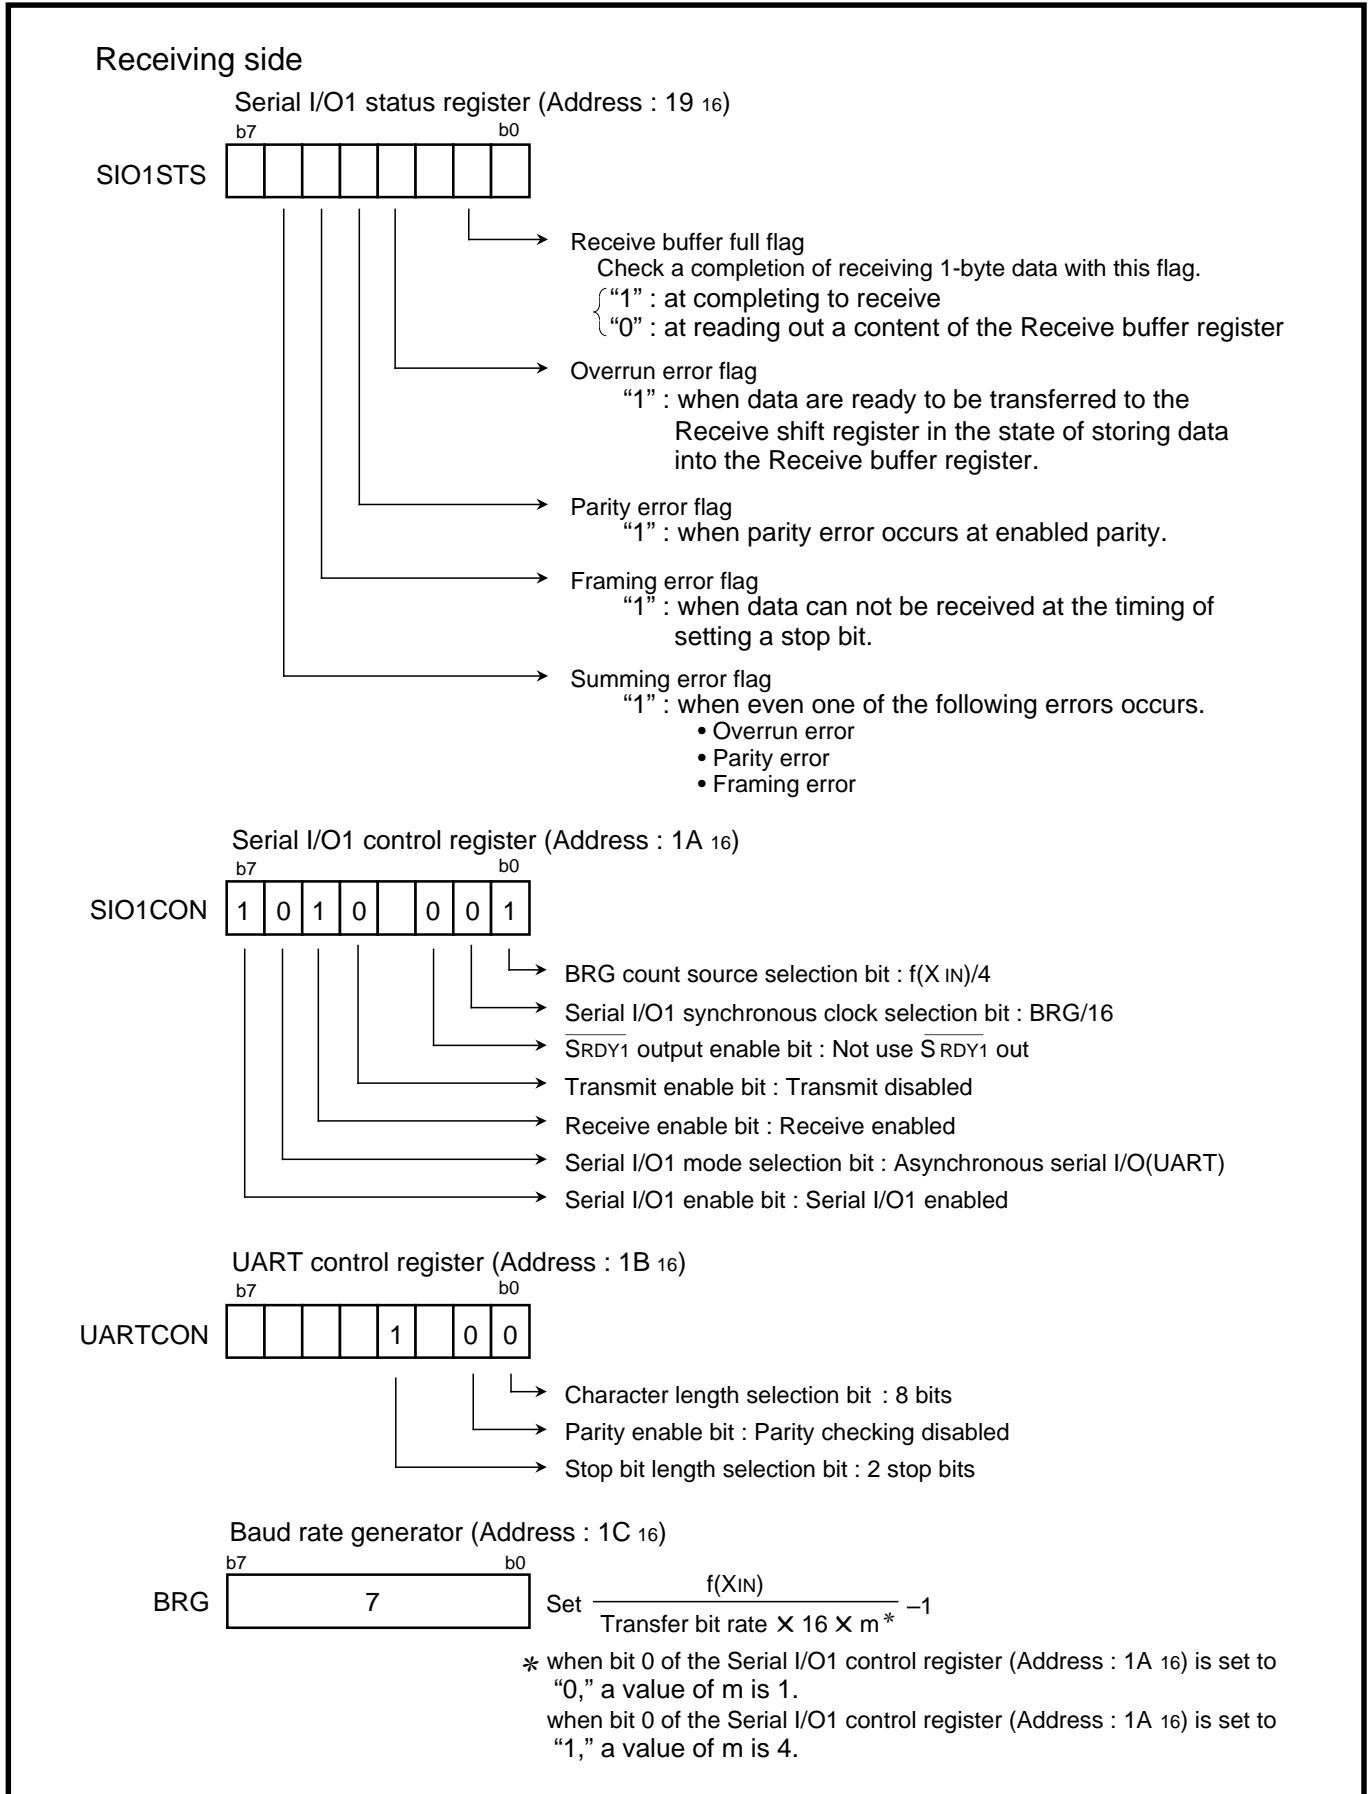 Receiving side
Serial I/O1 status register (Address : 19 16)
b7 b0
SIO1STS
Receive buffer full flag
Check a completion of receiving 1-byte data with this flag.
“1” : at completing to receive
“0” : at reading out a content of the Receive buffer register
Overrun error flag
“1” : when data are ready to be transferred to the
Receive shift register in the state of storing data
into the Receive buffer register.
Parity error flag
“1” : when parity error occurs at enabled parity.
Framing error flag
“1” : when data can not be received at the timing of
setting a stop bit.
Summing error flag
“1” : when even one of the following errors occurs.
• Overrun error
• Parity error
• Framing error
Serial I/O1 control register (Address : 1A 16)
b7 b0
SIO1CON 1 0 1 0 0 0 1
BRG count source selection bit : f(X IN)/4
Serial I/O1 synchronous clock selection bit : BRG/16
SRDY1 output enable bit : Not use SRDY1 out
Transmit enable bit : Transmit disabled
Receive enable bit : Receive enabled
Serial I/O1 mode selection bit : Asynchronous serial I/O(UART)
Serial I/O1 enable bit : Serial I/O1 enabled
UART control register (Address : 1B 16)
b7 b0
UARTCON 1 0 0
Character length selection bit : 8 bits
Parity enable bit : Parity checking disabled
Stop bit length selection bit : 2 stop bits
Baud rate generator (Address : 1C 16)
b7 b0
f(XIN)
BRG 7 Set –1
Transfer bit rate × 16 × m*
* when bit 0 of the Serial I/O1 control register (Address : 1A 16) is set to
“0,” a value of m is 1.
when bit 0 of the Serial I/O1 control register (Address : 1A 16) is set to
“1,” a value of m is 4.